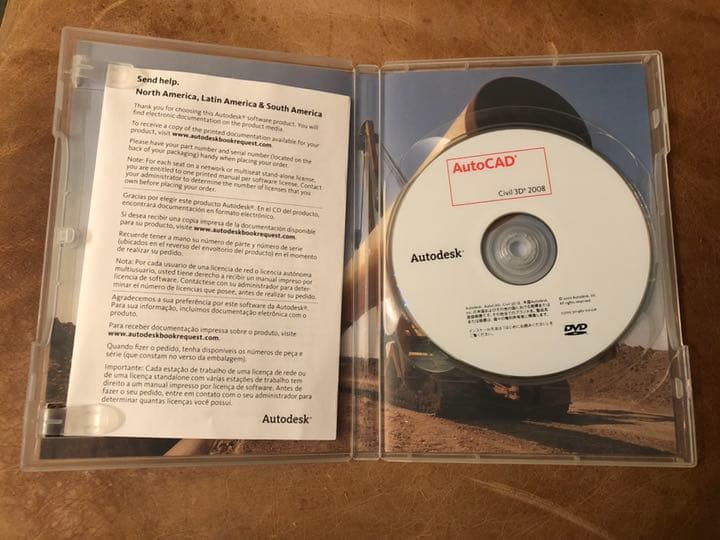 Send help.
North America, Latin America & South America
Thank you for choosing this Autodesk® software product. You will
find electronic documentation on the product media.
To receive a copy of the printed documentation available for your
product, visit www.autodeskbookrequest.com.
Please have your part number and serial number (located on the
back of your packaging) handy when placing your order.
Note: For each seat on a network or multiseat stand-alone license,
you are entitled to one printed manual per software license. Contact
your administrator to determine the number of licenses that you
own before placing your order.
Gracias por elegir este producto Autodesk®. En el CD del producto,
encontrará documentación en formato electrónico.
Si desea recibir una copia impresa de la documentación disponible
para su producto, visite www.autodeskbookrequest.com.
Recuerde tener a mano su número de parte y número de serie
(ubicados en el reverso del envoltorio del producto) en el momento
de realizar su pedido.
Nota: Por cada usuario de una licencia de red o licencia autónoma
multiusuario, usted tiene derecho a recibir un manual impreso por
licencia de software. Contáctese con su administrador para deter-
minar el número de licencias que posee, antes de realizar su pedido.
Agradecemos a sua preferência por este software da Autodesk®.
Para sua informação, incluímos documentação eletrônica com o
produto.
Para receber documentação impressa sobre o produto, visite
www.autodeskbookrequest.com.
Quando fizer o pedido, tenha disponíveis os números de peça e
série (que constam no verso da embalagem).
Importante: Cada estação de trabalho de uma licença de rede ou
de uma licença standalone com várias estações de trabalho tem
direito a um manual impresso por licença de software. Antes de
fazer o seu pedido, entre em contato com o seu administrador para
determinar quantas licenças você possui.
Autodesk®
AutoCAD®
Civil 3D® 2008
Autodesk®
DVD